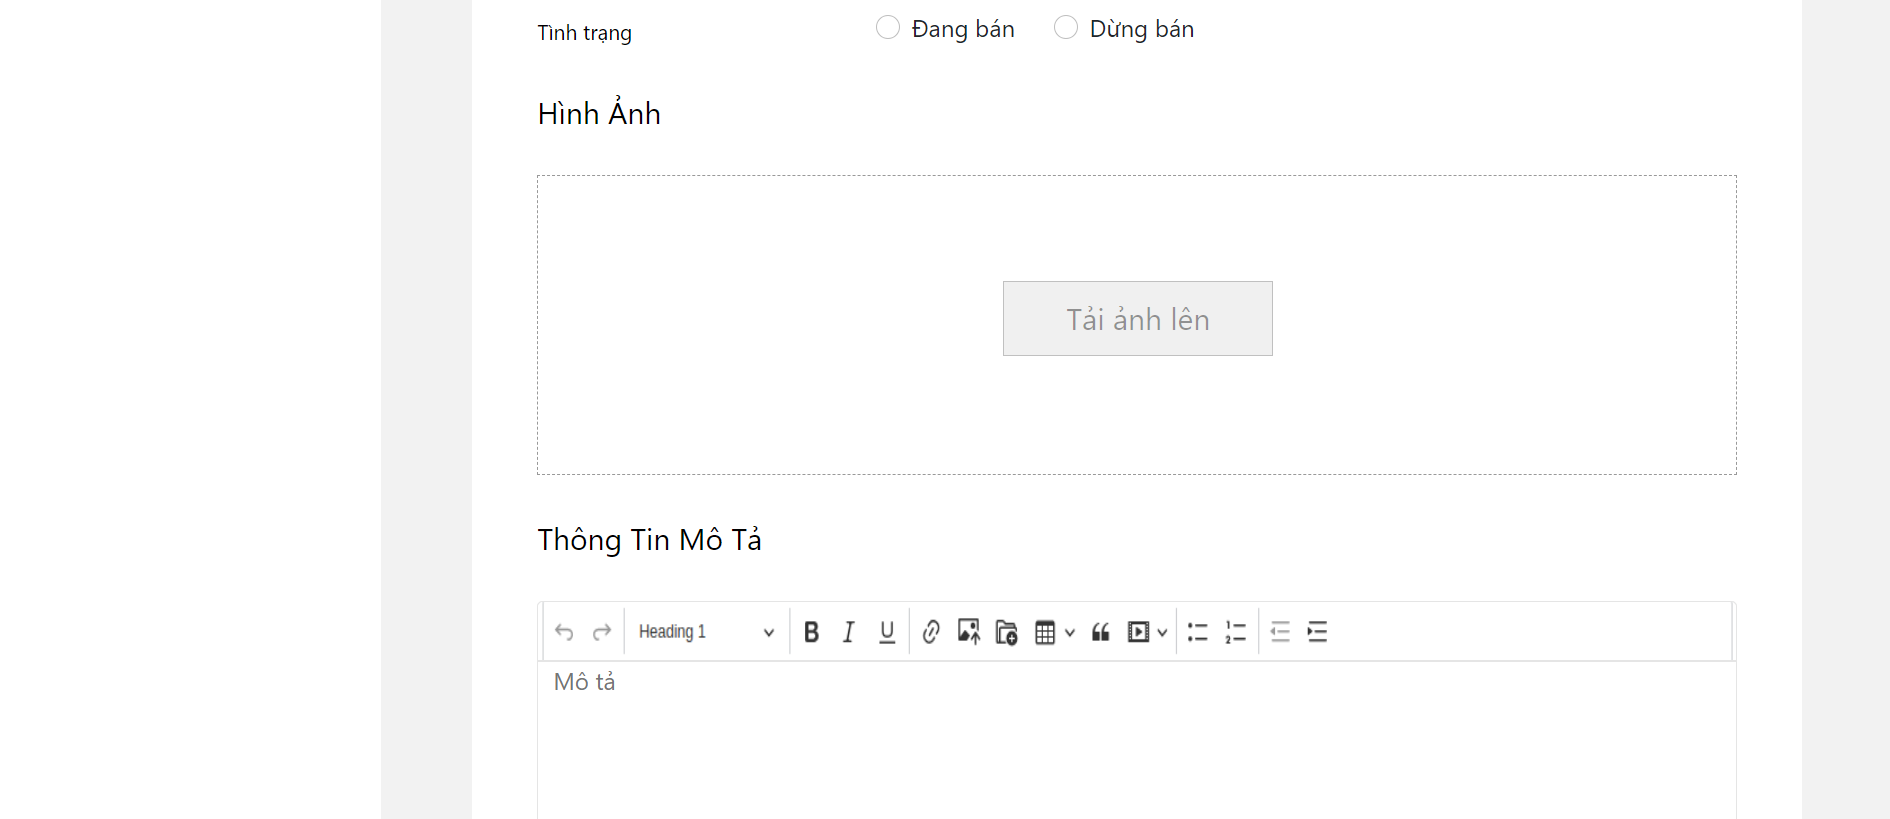 Tình trạng
Đang bán
Dừng bán
Hình Ảnh
Tải ảnh lên
Thông Tin Mô Tả
Heading 1
Mô tả